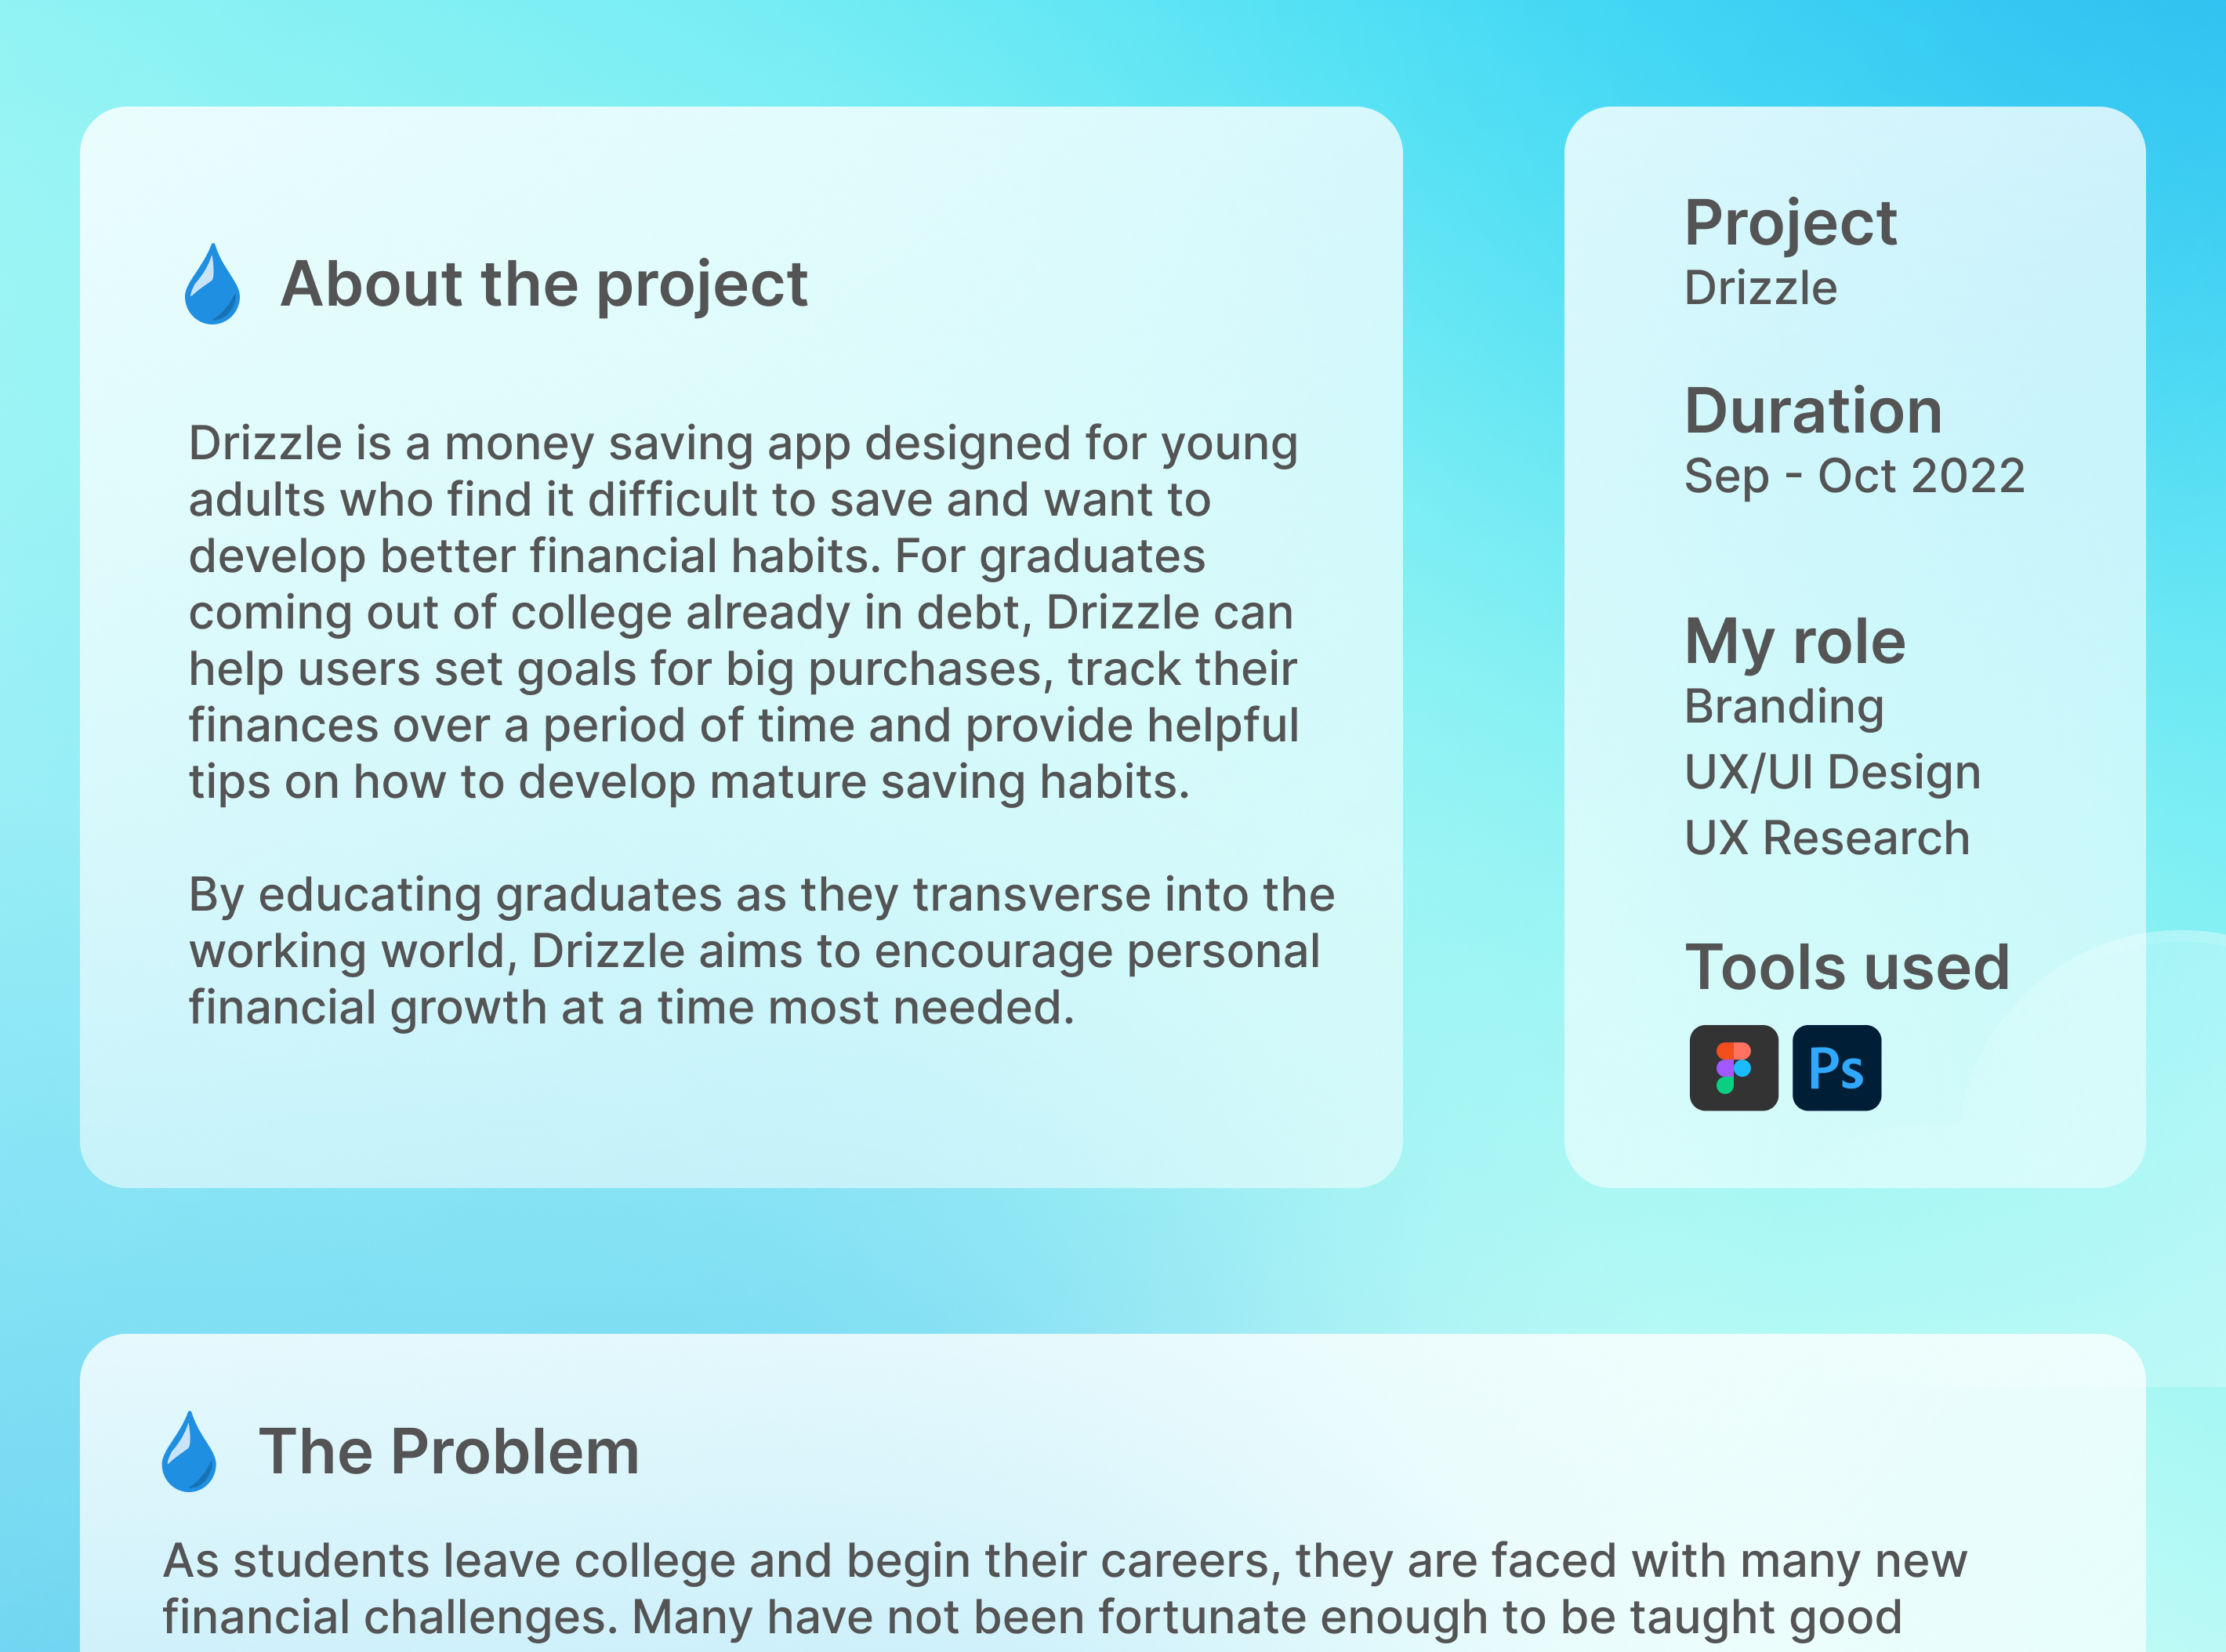 About the project
Drizzle is a money saving app designed for young
adults who find it difficult to save and want to
develop better financial habits. For graduates
coming out of college already in debt, Drizzle can
help users set goals for big purchases, track their
finances over a period of time and provide helpful
tips on how to develop mature saving habits.
By educating graduates as they transverse into the
working world, Drizzle aims to encourage personal
financial growth at a time most needed.
Project
Drizzle
Duration
Sep - Oct 2022
My role
Branding
UX/UI Design
UX Research
Tools used
Ps
The Problem
As students leave college and begin their careers, they are faced with many new
financial challenges. Many have not been fortunate enough to be taught good